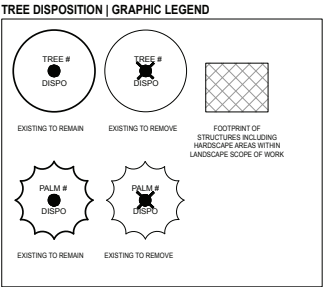 TREE DISPOSITION | GRAPHIC LEGEND
TREE #
DISPO
TREE #
DISPO
EXISTING TO REMAIN
EXISTING TO REMOVE
FOOTPRINT OF
STRUCTURES INCLUDING
HARDSCAPE AREAS WITHIN
LANDSCAPE SCOPE OF WORK
PALM #
DISPO
PALM #
DISPO
EXISTING TO REMAIN
EXISTING TO REMOVE